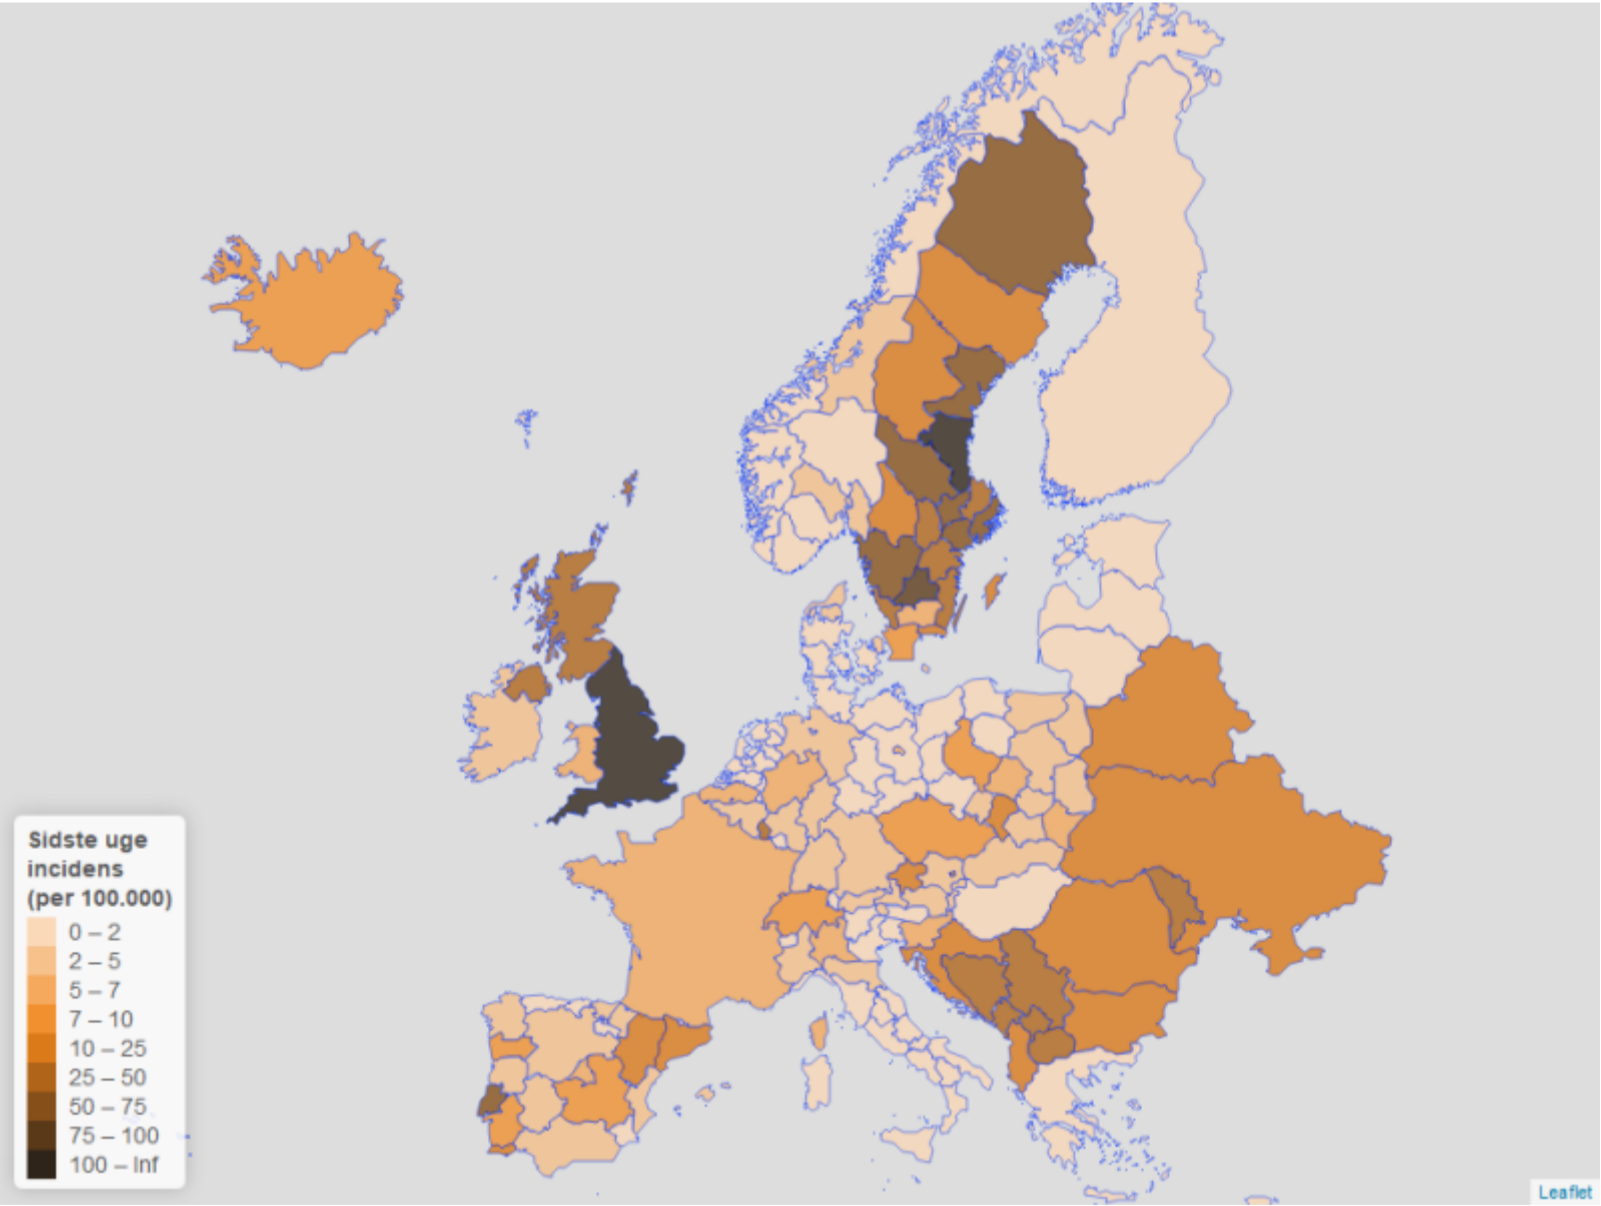 Sidste uge
incidens
(per 100.000)
0 – 2
2 – 5
5 – 7
7 – 10
10 – 25
25 – 50
50 – 75
75 – 100
100 – Inf
Leaflet